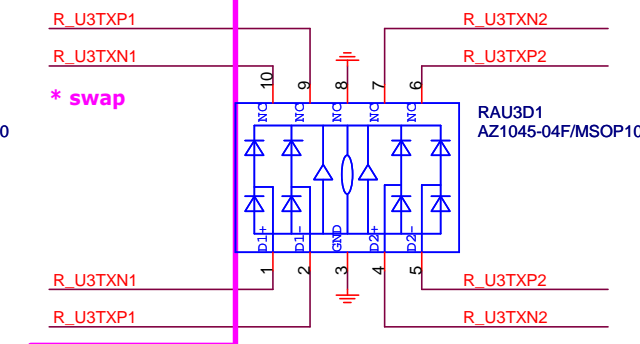 R_U3TXP1
R_U3TXN2
R_U3TXN1
R_U3TXP2
* swap
10
9
8
7
6
NC
NC
NC
NC
RAU3D1
0
AZ1045-04F/MSOP10
D1+
D1-
GND
D2+
D2-
1
2
3
4
5
R_U3TXN1
R_U3TXP2
R_U3TXP1
R_U3TXN2